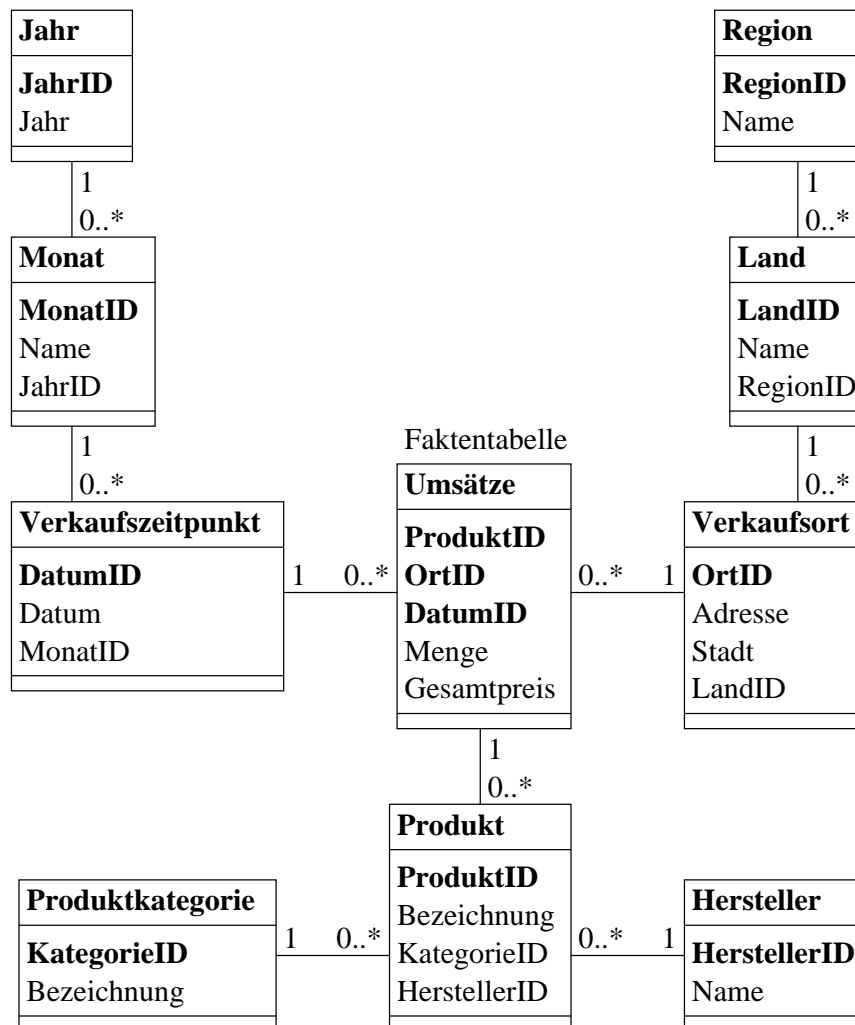 Jahr
JahrID
Jahr
1
0..*
Monat
MonatID
Name
JahrID
1
0..*
Verkaufszeitpunkt
DatumID
Datum
MonatID
1
0..*
Faktentabelle
Umsätze
ProduktID
OrtID
DatumID
Menge
Gesamtpreis
0..*
1
Region
RegionID
Name
1
0..*
Land
LandID
Name
RegionID
1
0..*
Verkaufsort
OrtID
Adresse
Stadt
LandID
1
0..*
Produkt
ProduktID
Bezeichnung
KategorieID
HerstellerID
Produktkategorie
KategorieID
Bezeichnung
1
0..*
0..*
1
Hersteller
HerstellerID
Name